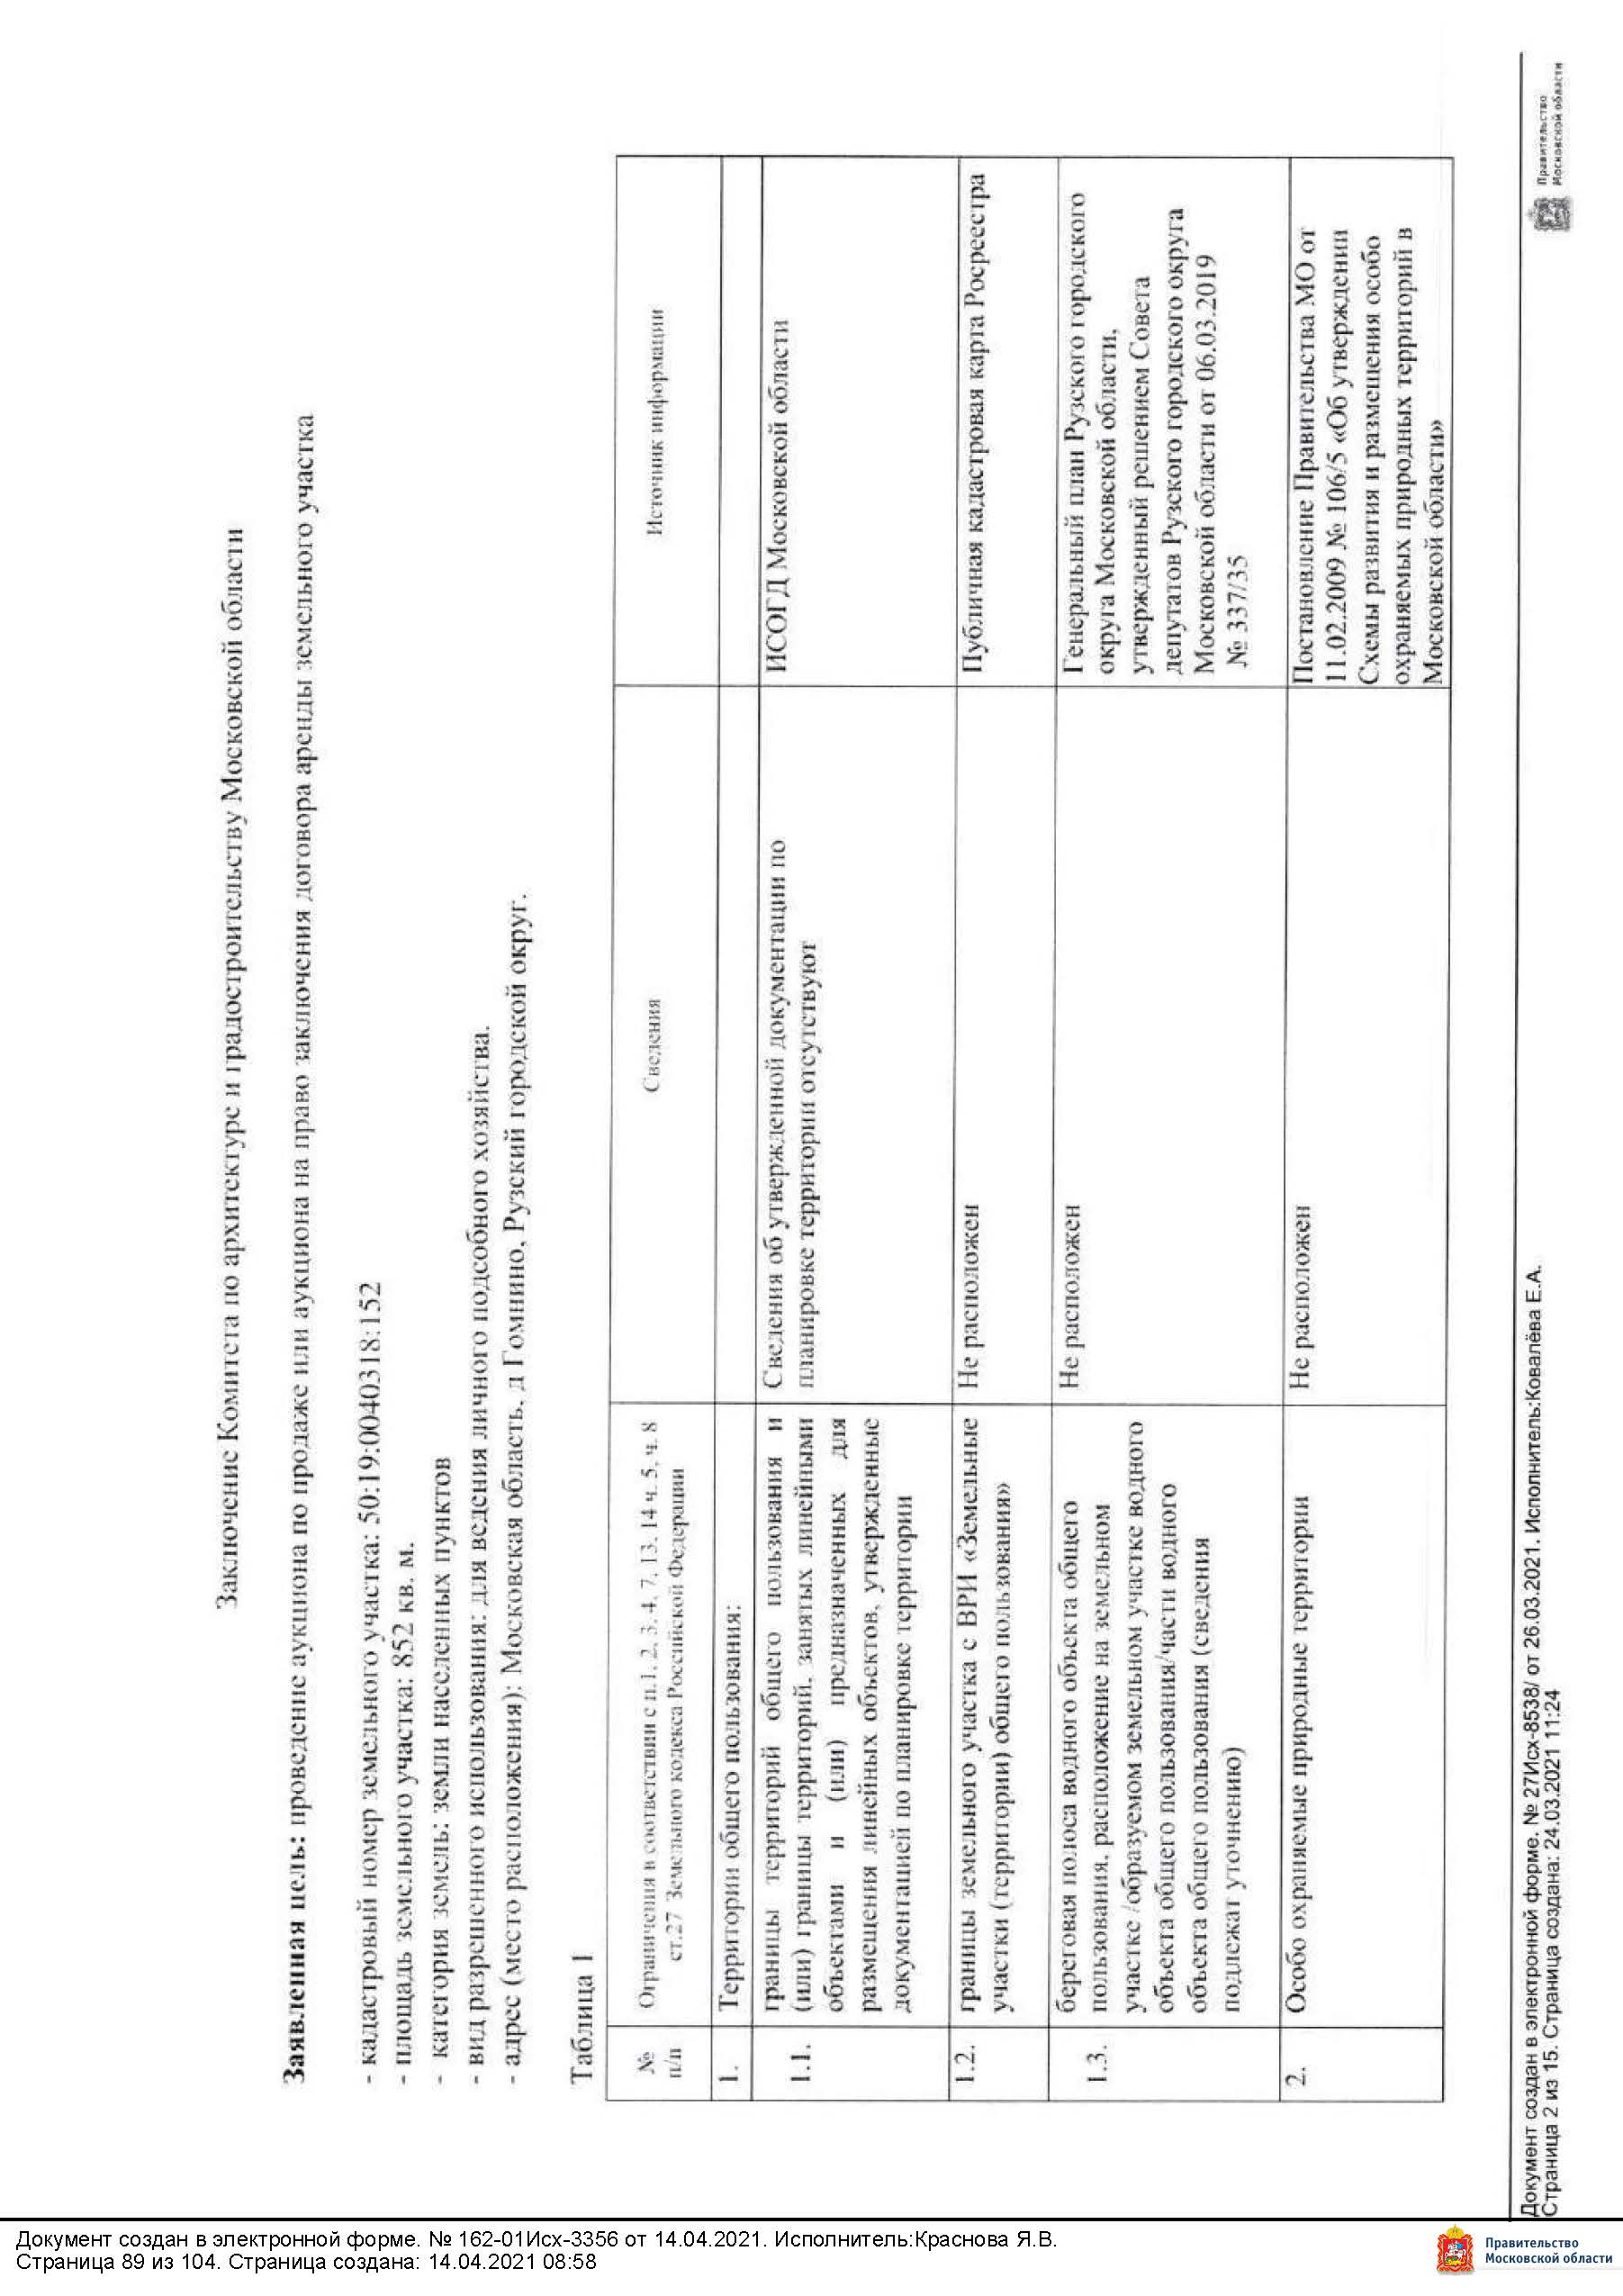 Заключение Комитета по архитектуре и градостроительству Московской области
Заявленная цель: проведение аукциона по продаже или аукциона на право заключения договора аренды земельного участка
- кадастровый номер земельного участка: 50:19:0040318:152
- площадь земельного участка: 852 кв. м.
- категория земель: земли населенных пунктов
- вид разрешенного использования: для ведения личного подсобного хозяйства.
- адрес (место расположения): Московская область, д Гомнино, Рузский городской округ.
Таблица 1
№
п/п
Ограничения в соответствии с п.1, 2, 3, 4, 7, 13, 14 ч. 5, ч. 8
ст.27 Земельного кодекса Российской Федерации
Сведения
Источник информации
1.
Территории общего пользования:
1.1.
границы территорий общего пользования и
(или) границы территорий, занятых линейными
объектами и (или) предназначенных для
размещения линейных объектов, утвержденные
документацией по планировке территории
Сведения об утвержденной документации по
планировке территории отсутствуют
ИСОГД Московской области
1.2.
границы земельного участка с ВРИ «Земельные
участки (территории) общего пользования»
Не расположен
Публичная кадастровая карта Росреестра
1.3.
береговая полоса водного объекта общего
пользования, расположение на земельном
участке /образуемом земельном участке водного
объекта общего пользования/части водного
объекта общего пользования (сведения
подлежат уточнению)
Не расположен
Генеральный план Рузского городского
округа Московской области,
утвержденный решением Совета
депутатов Рузского городского округа
Московской области от 06.03.2019
№ 337/35
2.
Особо охраняемые природные территории
Не расположен
Постановление Правительства МО от
11.02.2009 № 106/5 «Об утверждении
Схемы развития и размещения особо
охраняемых природных территорий в
Московской области»
Документ создан в электронной форме. № 27Исх-8538/ от 26.03.2021. Исполнитель:Ковалёва Е.А.
Страница 2 из 15. Страница создана: 24.03.2021 11:24
Правительство
Московской области
Документ создан в электронной форме. № 162-01Исх-3356 от 14.04.2021. Исполнитель:Краснова Я.В.
Страница 89 из 104. Страница создана: 14.04.2021 08:58
Правительство
Московской области